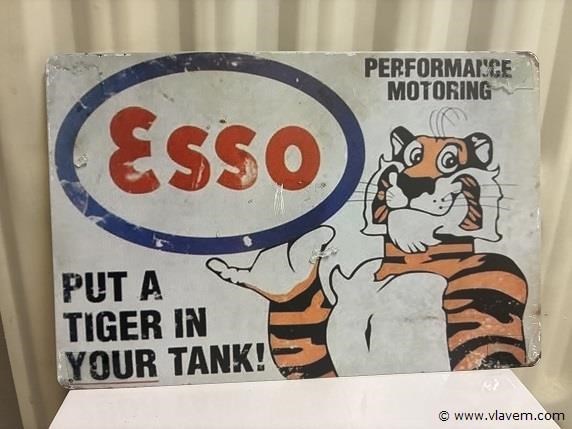 Esso
PERFORMANCE
MOTORING
PUT A
TIGER IN
YOUR TANK!
© www.vlavem.com